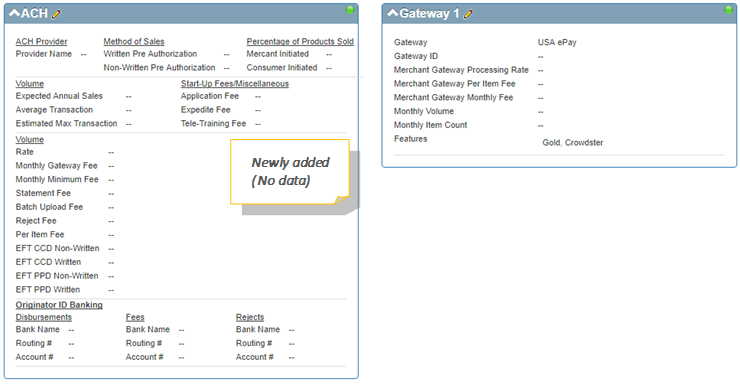 ACH
ACH Provider Method of Sales Percentage of Products Sold
Provider Name -- Written Pre Authorization -- Mercant Initiated --
Non-Written Pre Authorization -- Consumer Initiated --
Volume Start-Up Fees/Miscellaneous
Expected Annual Sales -- Application Fee --
Average Transaction -- Expedite Fee --
Estimated Max Transaction -- Tele-Training Fee --
Volume
Rate --
Monthly Gateway Fee --
Monthly Minimum Fee --
Statement Fee --
Batch Upload Fee --
Reject Fee --
Per Item Fee --
EFT CCD Non-Written --
EFT CCD Written --
EFT PPD Non-Written --
EFT PPD Written --
Newly added
(No data)
Originator ID Banking
Disbursements Fees Rejects
Bank Name -- Bank Name -- Bank Name --
Routing # -- Routing # -- Routing # --
Account # -- Account # -- Account # --
Gateway 1
Gateway USA ePay
Gateway ID --
Merchant Gateway Processing Rate --
Merchant Gateway Per Item Fee --
Merchant Gateway Monthly Fee --
Monthly Volume --
Monthly Item Count --
Features Gold, Crowdster